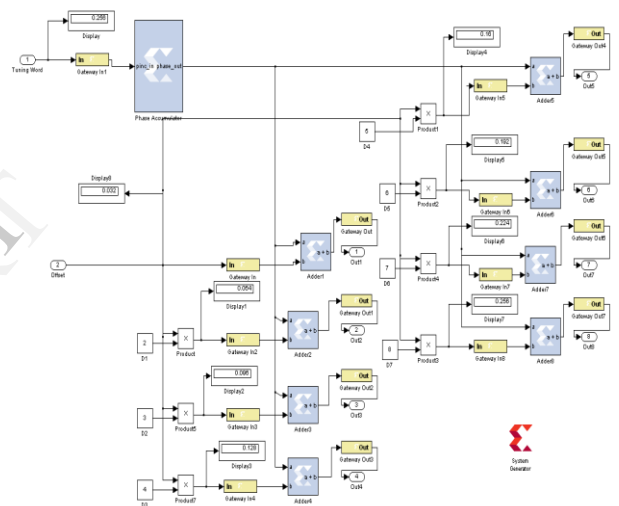 0.256
Display
1
Tuning Word
In
Gateway In1
pinc_in phase_out
Phase Accumulator
0.16
Display4
Out
Gateway Out4
5
Out5
In
Gateway In5
a
b
a + b
Adder5
5
D4
X
Product1
Display9
0.032
0.192
Display5
Out
Gateway Out5
6
Out6
6
D5
X
Product2
In
Gateway In6
a
b
a + b
Adder6
2
Offset
In
Gateway In
a
b
a + b
Adder1
Out
Gateway Out
1
Out1
0.224
Display6
Out
Gateway Out6
7
Out7
7
D6
X
Product4
In
Gateway In7
a
b
a + b
Adder7
0.064
Display1
2
D1
X
Product
In
Gateway In2
a
b
a + b
Adder2
Out
Gateway Out1
2
Out2
0.256
Display7
Out
Gateway Out7
8
Out8
8
D7
X
Product3
In
Gateway In8
a
b
a + b
Adder8
0.096
Display2
3
D2
X
Product5
In
Gateway In3
a
b
a + b
Adder3
Out
Gateway Out2
3
Out3
0.128
Display3
4
D3
X
Product7
In
Gateway In4
a
b
a + b
Adder4
Out
Gateway Out3
4
Out4
System
Generator